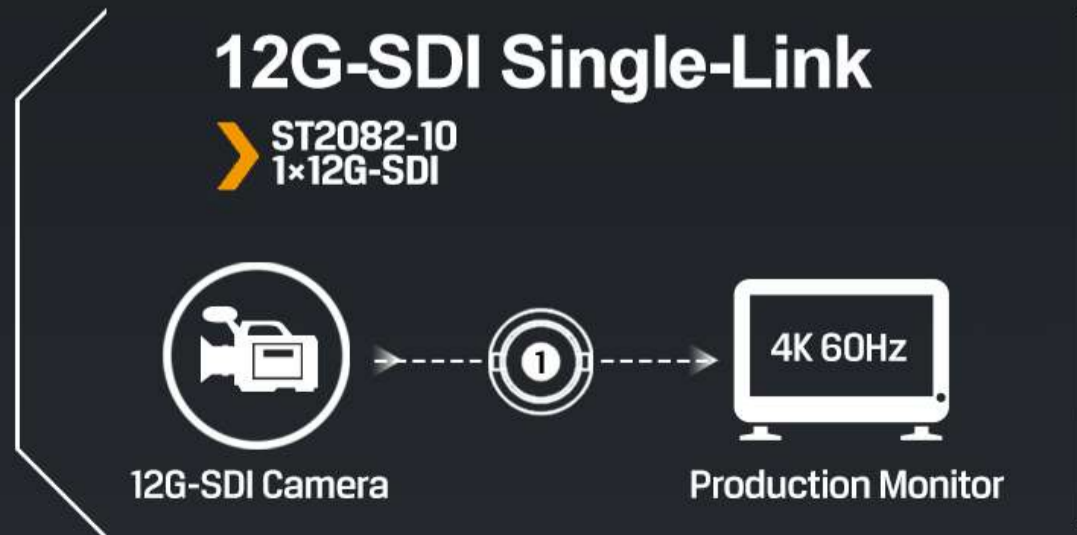 12G-SDI Single-Link
ST2082-10
1×12G-SDI
1
4K 60Hz
12G-SDI Camera
Production Monitor